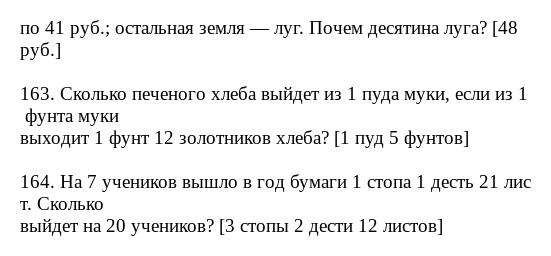 по 41 руб.; остальная земля — луг. Почем десятина луга? [48
руб.]
163. Сколько печеного хлеба выйдет из 1 пуда муки, если из 1
фунта муки
выходит 1 фунт 12 золотников хлеба? [1 пуд 5 фунтов]
164. На 7 учеников вышло в год бумаги 1 стопа 1 десть 21 лис
т. Сколько
выйдет на 20 учеников? [3 стопы 2 дести 12 листов]